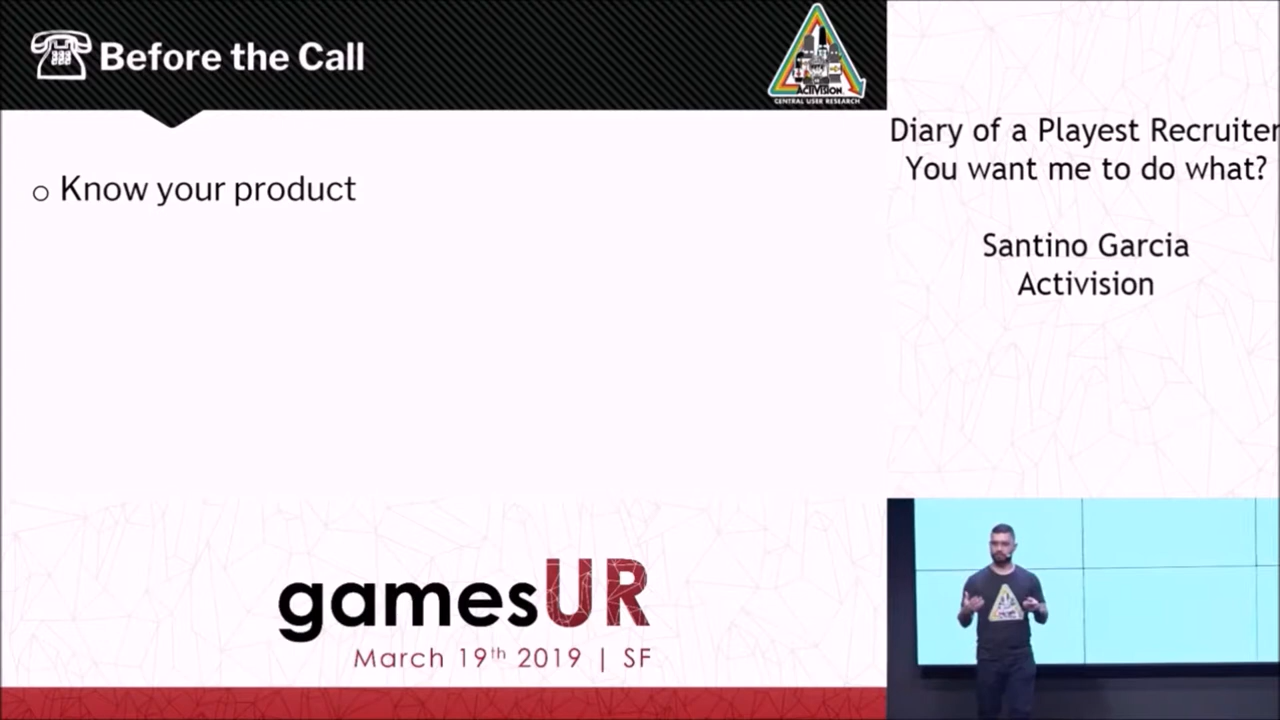 Before the Call
ACTIVISION
CENTRAL USER RESEARCH
o Know your product
Diary of a Playest Recruiter
You want me to do what?
Santino Garcia
Activision
gamesUR
March 19th 2019 | SF